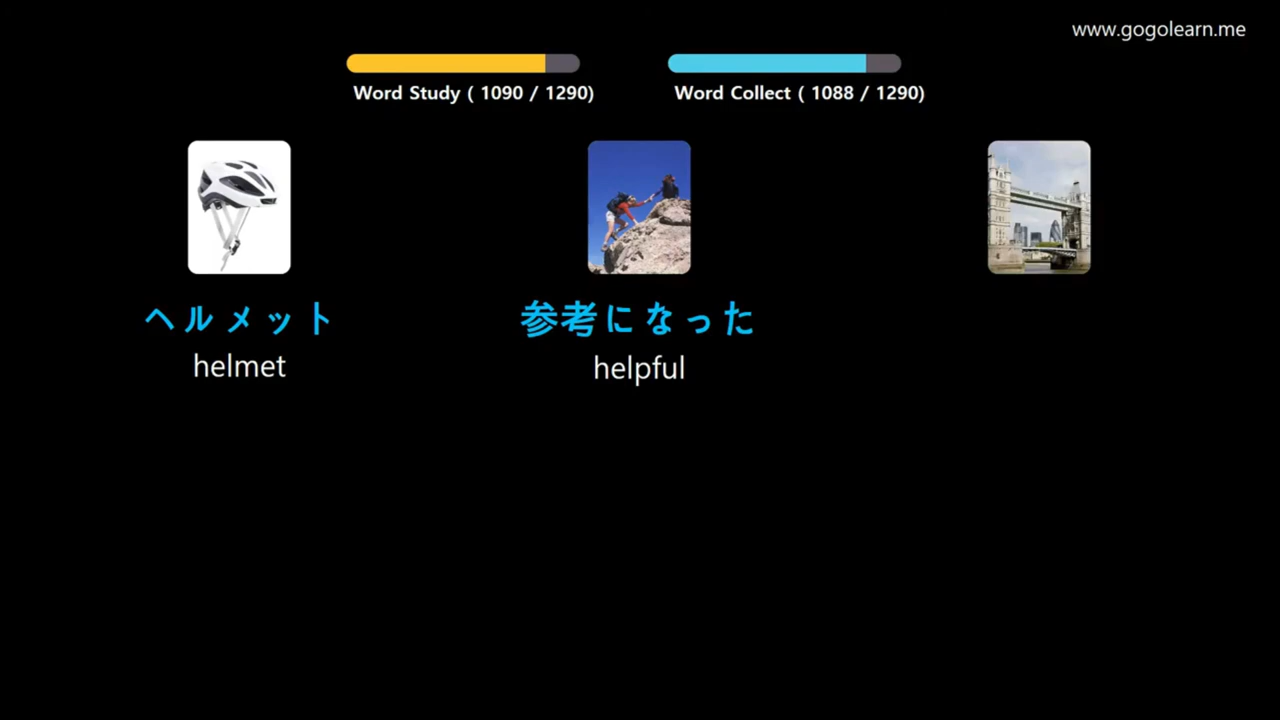 www.gogolearn.me
Word Study ( 1090 / 1290)
Word Collect ( 1088 / 1290)
ヘルメット
helmet
参考になった
helpful